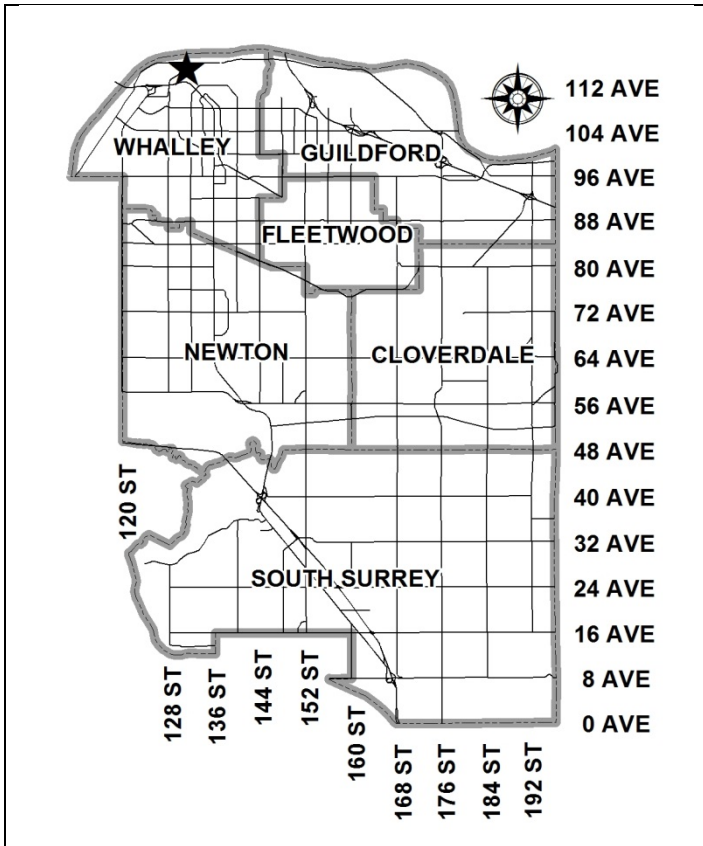 112 AVE
104 AVE
WHALLEY
GUILDFORD
96 AVE
88 AVE
FLEETWOOD
80 AVE
72 AVE
NEWTON
CLOVERDALE
64 AVE
56 AVE
48 AVE
120 ST
40 AVE
32 AVE
SOUTH SURREY
24 AVE
16 AVE
8 AVE
0 AVE
128 ST
136 ST
144 ST
152 ST
160 ST
168 ST
176 ST
184 ST
192 ST